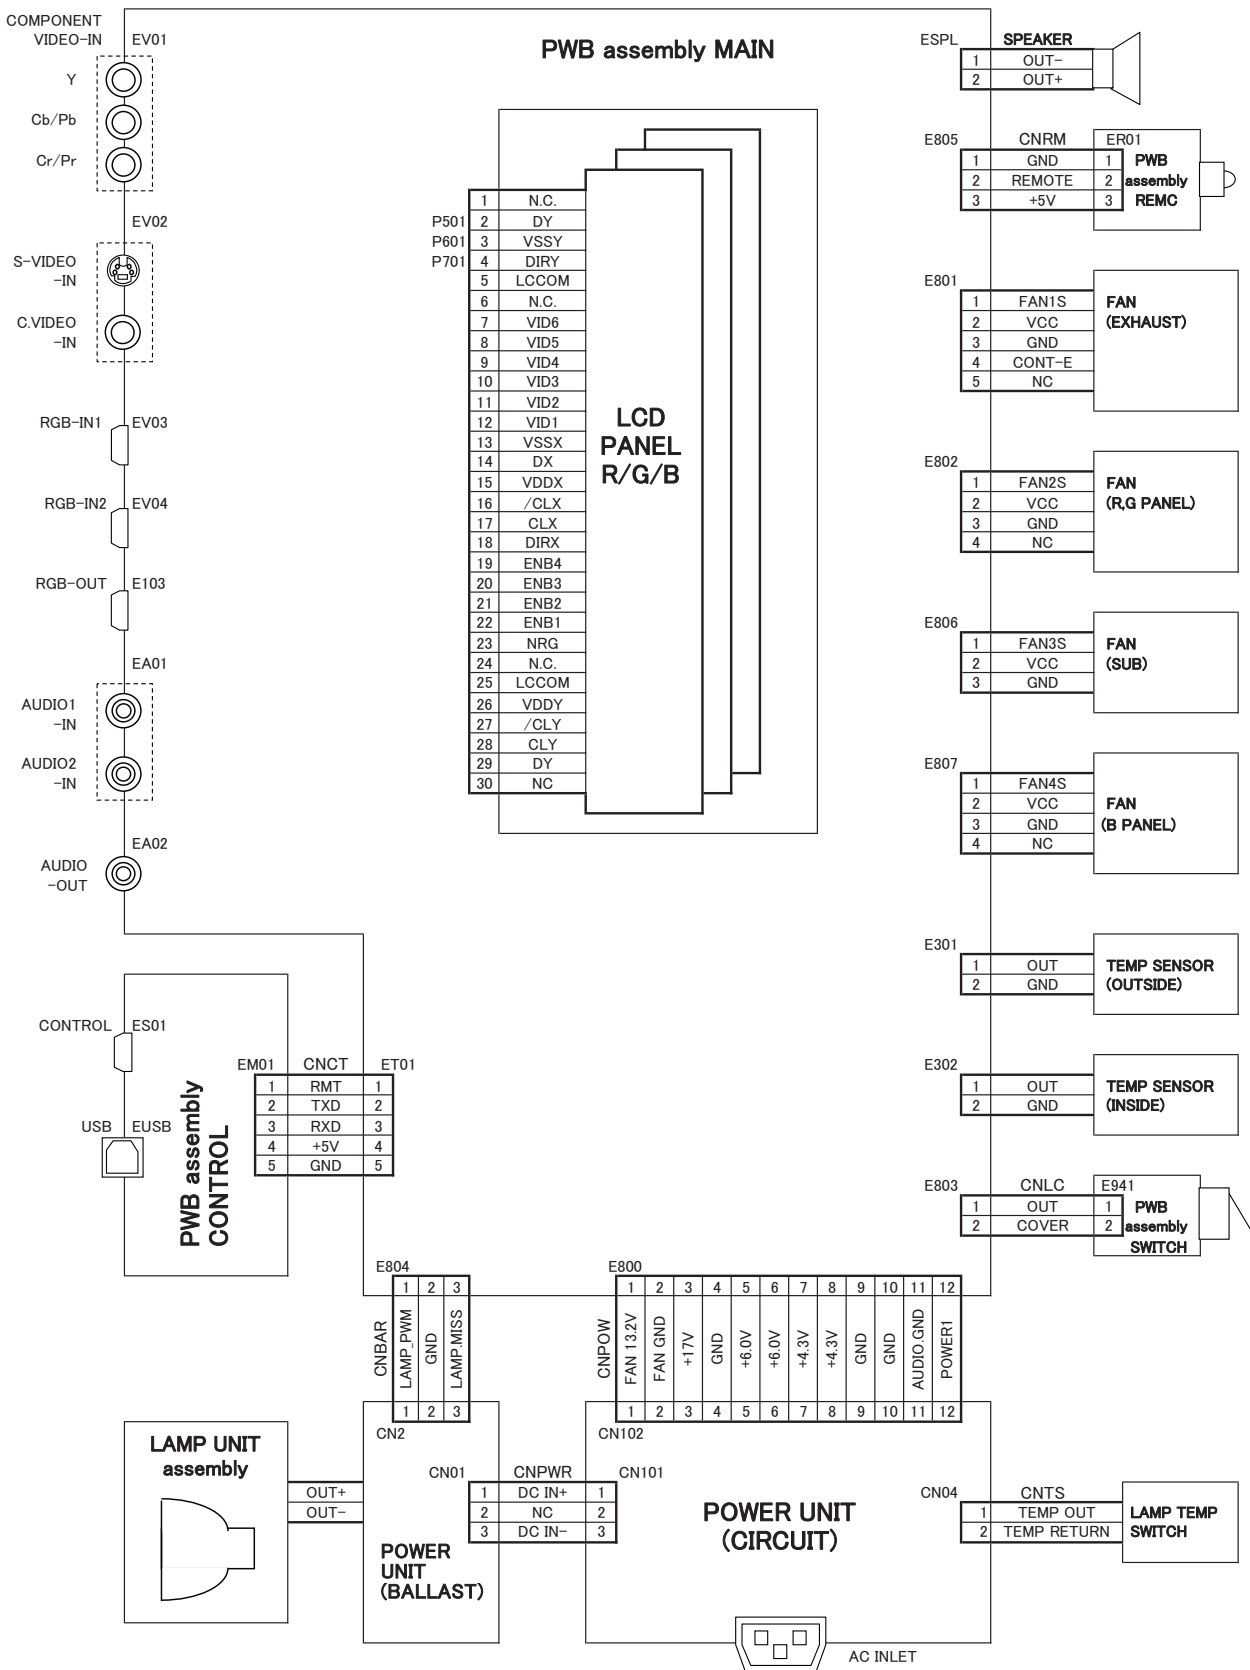 COMPONENT
VIDEO-IN EV01
Y
Cb/Pb
Cr/Pr
EV02
S-VIDEO
-IN
C.VIDEO
-IN
RGB-IN1 EV03
RGB-IN2 EV04
RGB-OUT E103
EA01
AUDIO1
-IN
AUDIO2
-IN
EA02
AUDIO
-OUT
PWB assembly MAIN
P501
P601
P701
1 N.C.
2 DY
3 VSSY
4 DIRY
5 LCCOM
6 N.C.
7 VID6
8 VID5
9 VID4
10 VID3
11 VID2
12 VID1
13 VSSX
14 DX
15 VDDX
16 /CLX
17 CLX
18 DIRX
19 ENB4
20 ENB3
21 ENB2
22 ENB1
23 NRG
24 N.C.
25 LCCOM
26 VDDY
27 /CLY
28 CLY
29 DY
30 NC
LCD
PANEL
R/G/B
ESPL SPEAKER
1 OUT-
2 OUT+
E805 CNRM ER01
1 GND 1
2 REMOTE 2
3 +5V 3
PWB
assembly
REMC
E801
1 FAN1S
2 VCC
3 GND
4 CONT-E
5 NC
FAN
(EXHAUST)
E802
1 FAN2S
2 VCC
3 GND
4 NC
FAN
(R,G PANEL)
E806
1 FAN3S
2 VCC
3 GND
FAN
(SUB)
E807
1 FAN4S
2 VCC
3 GND
4 NC
FAN
(B PANEL)
E301
1 OUT
2 GND
TEMP SENSOR
(OUTSIDE)
E302
1 OUT
2 GND
TEMP SENSOR
(INSIDE)
E803 CNLC E941
1 OUT 1
2 COVER 2
PWB
assembly
SWITCH
CONTROL ES01
USB EUSB
PWB assembly
CONTROL
EM01 CNCT ET01
1 RMT 1
2 TXD 2
3 RXD 3
4 +5V 4
5 GND 5
E804
1 2 3
CNBAR
LAMP_PWM
GND
LAMP.MISS
1 2 3
CN2
E800
1 2 3 4 5 6 7 8 9 10 11 12
CNPOW
FAN 13.2V
FAN GND
+17V
GND
+6.0V
+6.0V
+4.3V
+4.3V
GND
GND
AUDIO.GND
POWER1
1 2 3 4 5 6 7 8 9 10 11 12
CN102
LAMP UNIT
assembly
OUT+
OUT-
CN01 CNPWR CN101
1 DC IN+ 1
2 NC 2
3 DC IN- 3
POWER
UNIT
(BALLAST)
POWER UNIT
(CIRCUIT)
CN04 CNTS
1 TEMP OUT
2 TEMP RETURN
LAMP TEMP
SWITCH
AC INLET